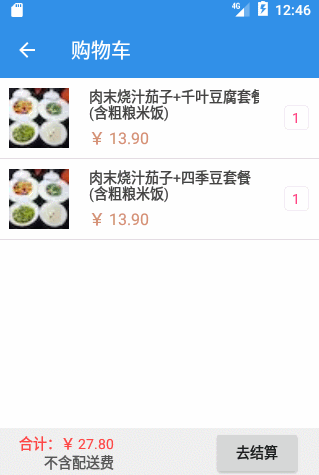 4G 12:46
购物车
肉末烧汁茄子+千叶豆腐套餐
(含粗粮米饭)
¥ 13.90
1
肉末烧汁茄子+四季豆套餐
(含粗粮米饭)
¥ 13.90
1
合计：¥ 27.80
不含配送费
去结算